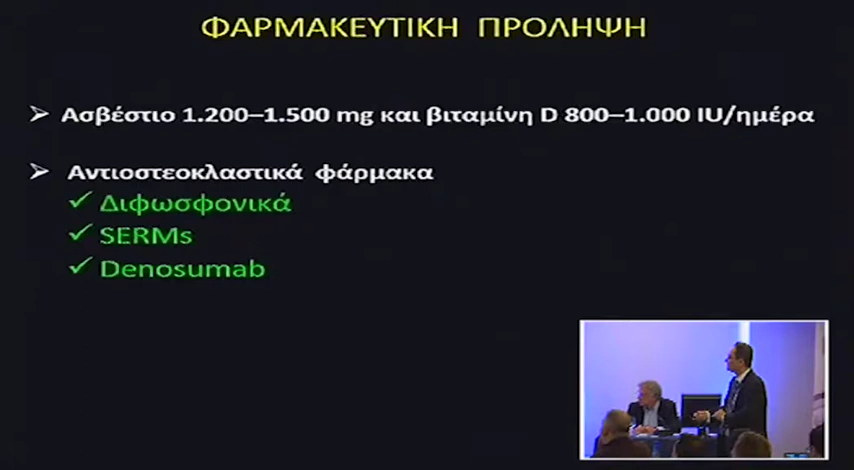 ΦΑΡΜΑΚΕΥΤΙΚΗ ΠΡΟΛΗΨΗ
➢ Ασβέστιο 1.200–1.500 mg και βιταμίνη D 800–1.000 IU/ημέρα
➢ Αντιοστεοκλαστικά φάρμακα
✓ Διφωσφονικά
✓ SERMs
✓ Denosumab